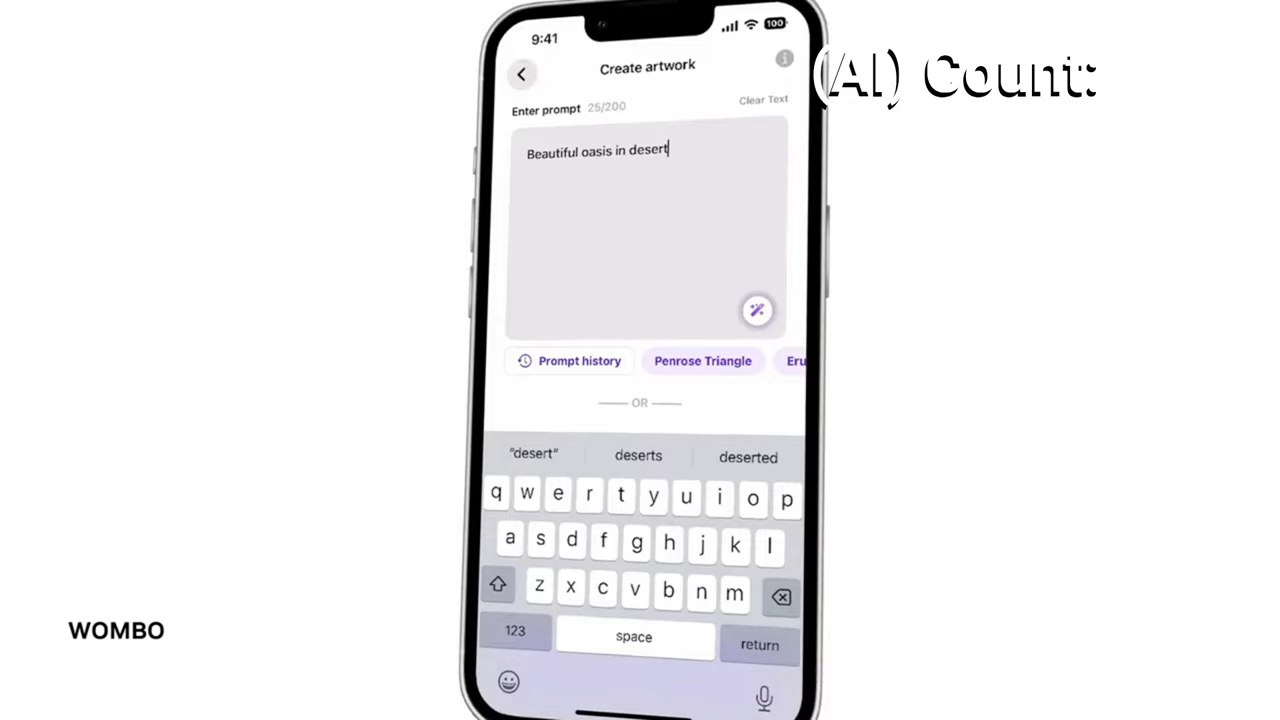 9:41
100
Create artwork
(AI) Count:
Enter prompt 25/200
Clear Text
Beautiful oasis in desert
Prompt history
Penrose Triangle
Eru
OR
"desert" deserts deserted
q w e r t y u i o p
a s d f g h j k l
z x c v b n m
123 space return
WOMBO